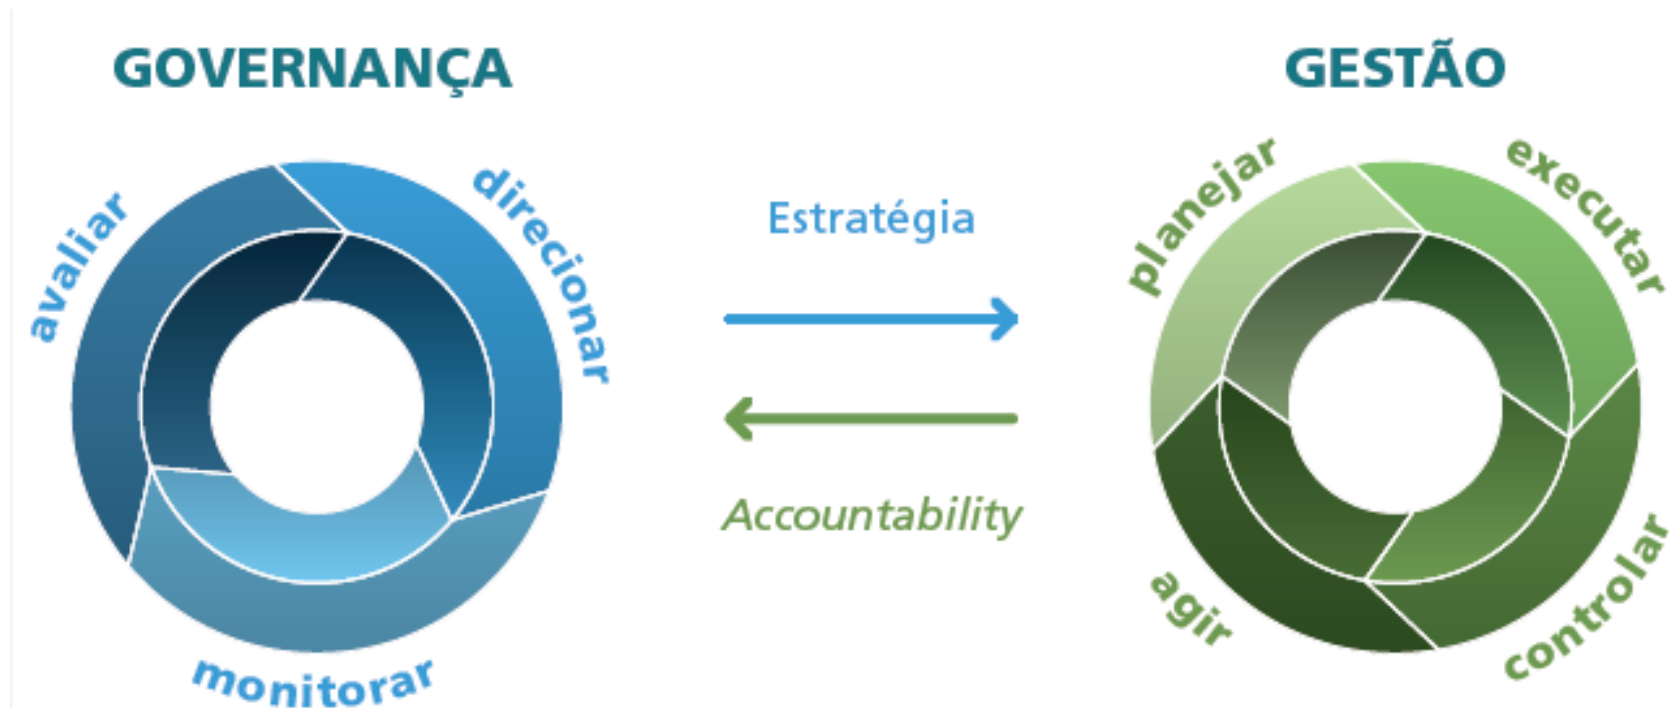 GOVERNANÇA
avaliar
direcionar
monitorar
Estratégia
Accountability
GESTÃO
planejar
executar
controlar
agir